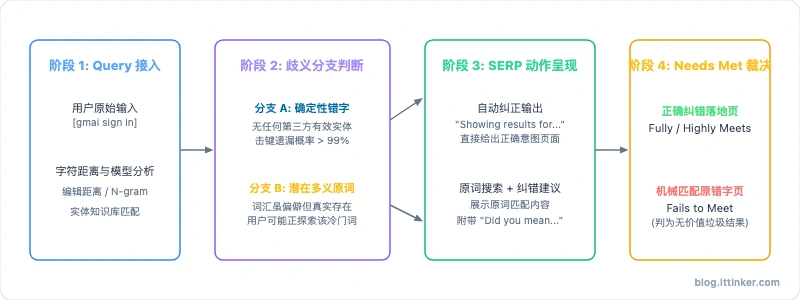 阶段 1: Query 接入
用户原始输入
[gmai sign in]
字符距离与模型分析
编辑距离 / N-gram
实体知识库匹配
阶段 2: 歧义分支判断
分支 A: 确定性错字
无任何第三方有效实体
击键遗漏概率 > 99%
分支 B: 潜在多义原词
词汇虽偏僻但真实存在
用户可能正探索该冷门词
阶段 3: SERP 动作呈现
自动纠正输出
"Showing results for..."
直接给出正确意图页面
原词搜索 + 纠错建议
展示原词匹配内容
附带 "Did you mean..."
阶段 4: Needs Met 裁决
正确纠错落地页
Fully / Highly Meets
机械匹配原错字页
Fails to Meet
(判为无价值垃圾结果)
blog.ittinker.com